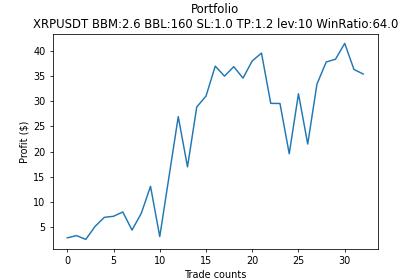 Portfolio
XRPUSDT BBM:2.6 BBL:160 SL:1.0 TP:1.2 lev:10 WinRatio:64.0
40
35
30
25
20
15
10
5
Profit ($)
0 5 10 15 20 25 30
Trade counts